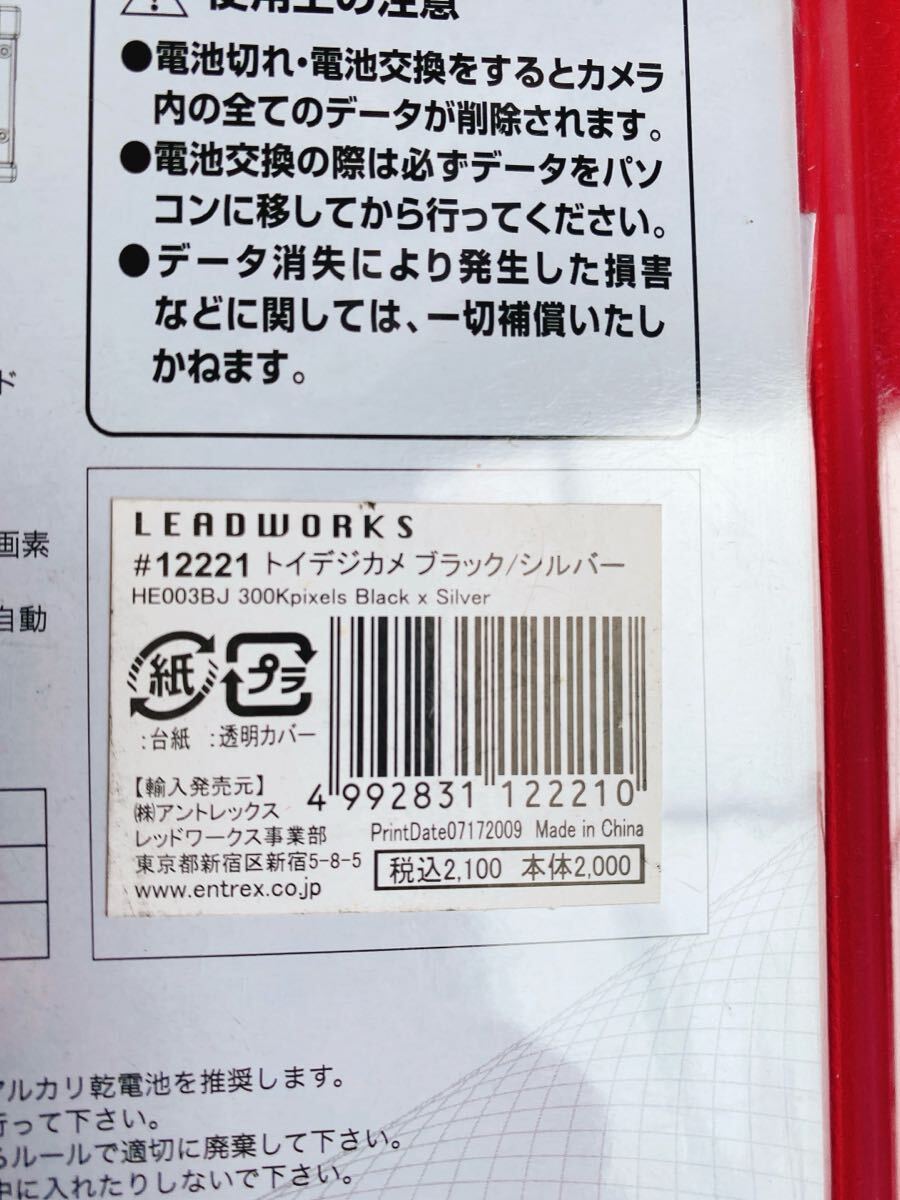 使用上の注意
●電池切れ・電池交換をするとカメラ
内の全てのデータが削除されます。
●電池交換の際は必ずデータをパソ
コンに移してから行ってください。
●データ消失により発生した損害
などに関しては、一切補償いたし
かねます。
ド
画素
自動
LEADWORKS
#12221 トイデジカメ ブラック/シルバー
HE003BJ 300Kpixels Black x Silver
紙 プラ
:台紙 :透明カバー
4 992831 122210
【輸入発売元】
㈱アントレックス
レッドワークス事業部
東京都新宿区新宿5-8-5
www.entrex.co.jp
PrintDate07172009 Made in China
税込2,100 本体2,000
アルカリ乾電池を推奨します。
行って下さい。
るルールで適切に廃棄して下さい。
中に入れたりしないで下さい。